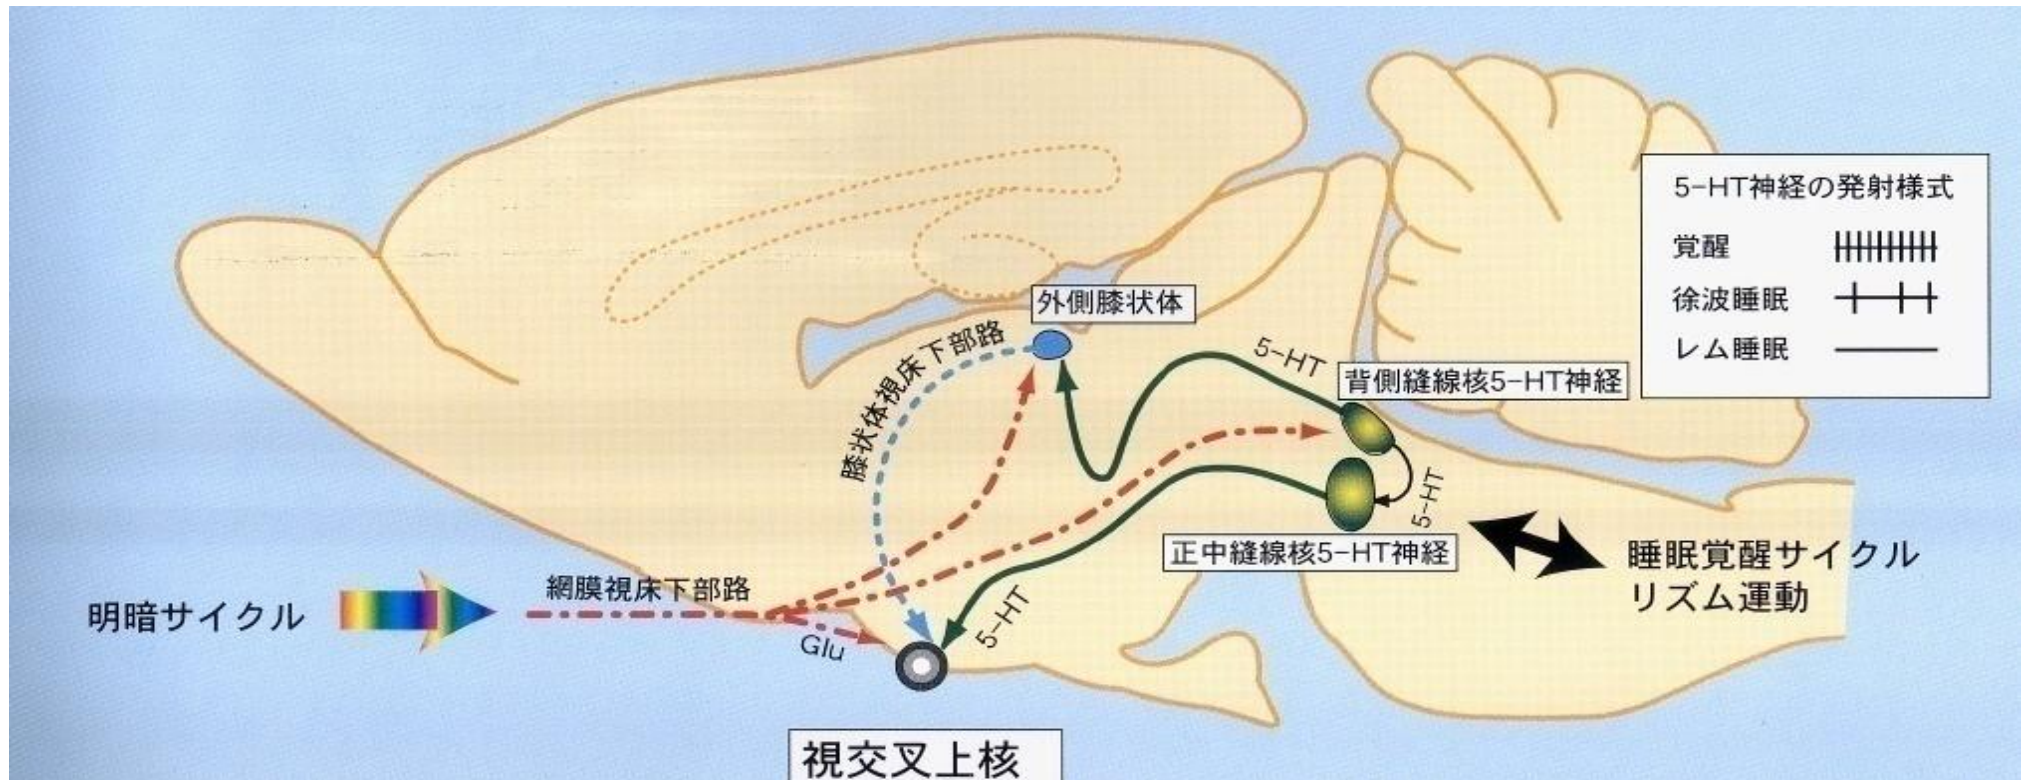 5-HT神経の発射様式
覚醒
徐波睡眠
レム睡眠
外側膝状体
膝状体視床下部路
5-HT
背側縫線核5-HT神経
5-HT
正中縫線核5-HT神経
睡眠覚醒サイクル
リズム運動
明暗サイクル
網膜視床下部路
Glu
5-HT
視交叉上核